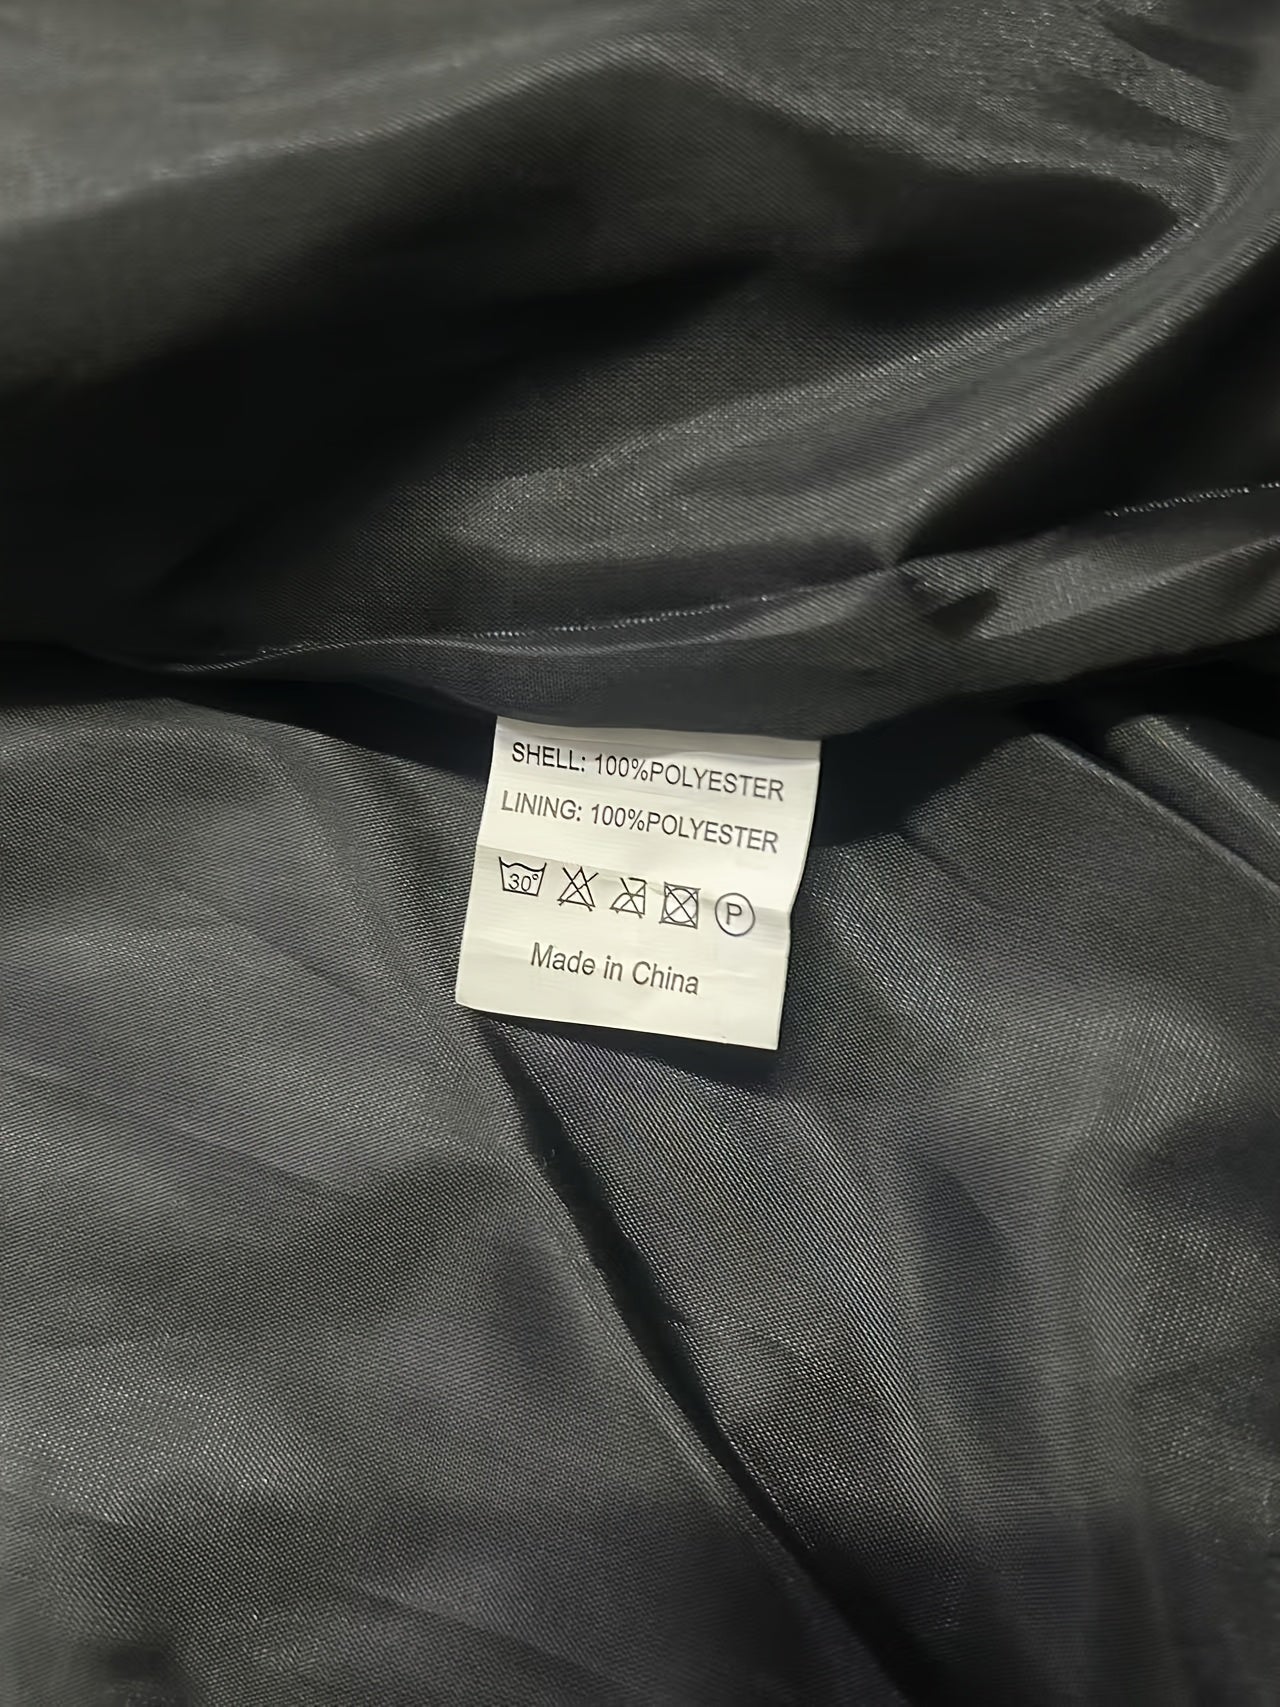 SHELL: 100%POLYESTER
LINING: 100%POLYESTER
30° P
Made in China